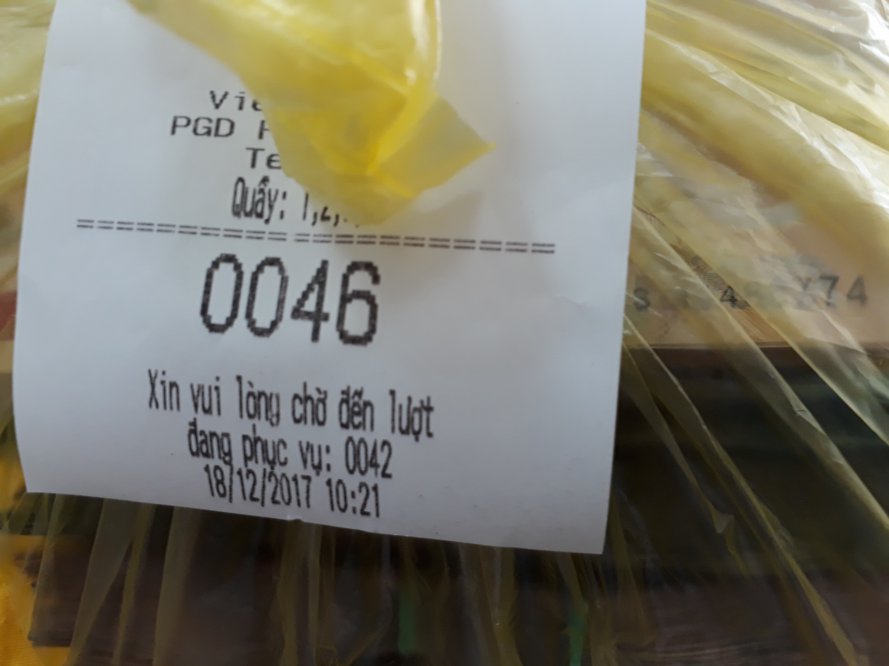 PGD
Quầy: 1,2,
0046
Xin vui lòng chờ đến lượt
đang phục vụ: 0042
18/12/2017 10:21